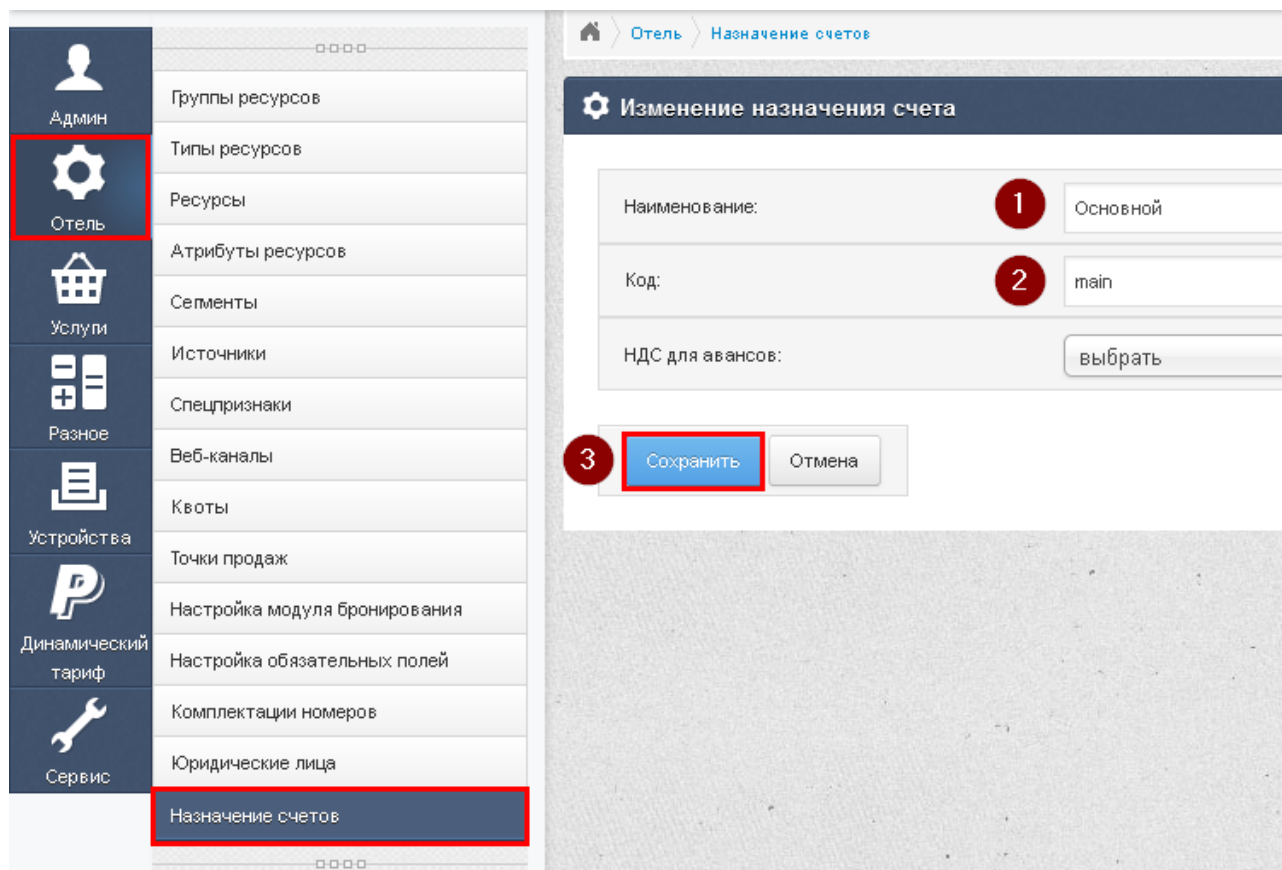 Админ
Отель
Услуги
Разное
Устройства
Динамический
тариф
Сервис
Группы ресурсов
Типы ресурсов
Ресурсы
Атрибуты ресурсов
Сегменты
Источники
Спецпризнаки
Веб-каналы
Квоты
Точки продаж
Настройка модуля бронирования
Настройка обязательных полей
Комплектации номеров
Юридические лица
Назначение счетов
Отель Назначение счетов
Изменение назначения счета
Наименование: 1 Основной
Код: 2 main
НДС для авансов: выбрать
3 Сохранить Отмена